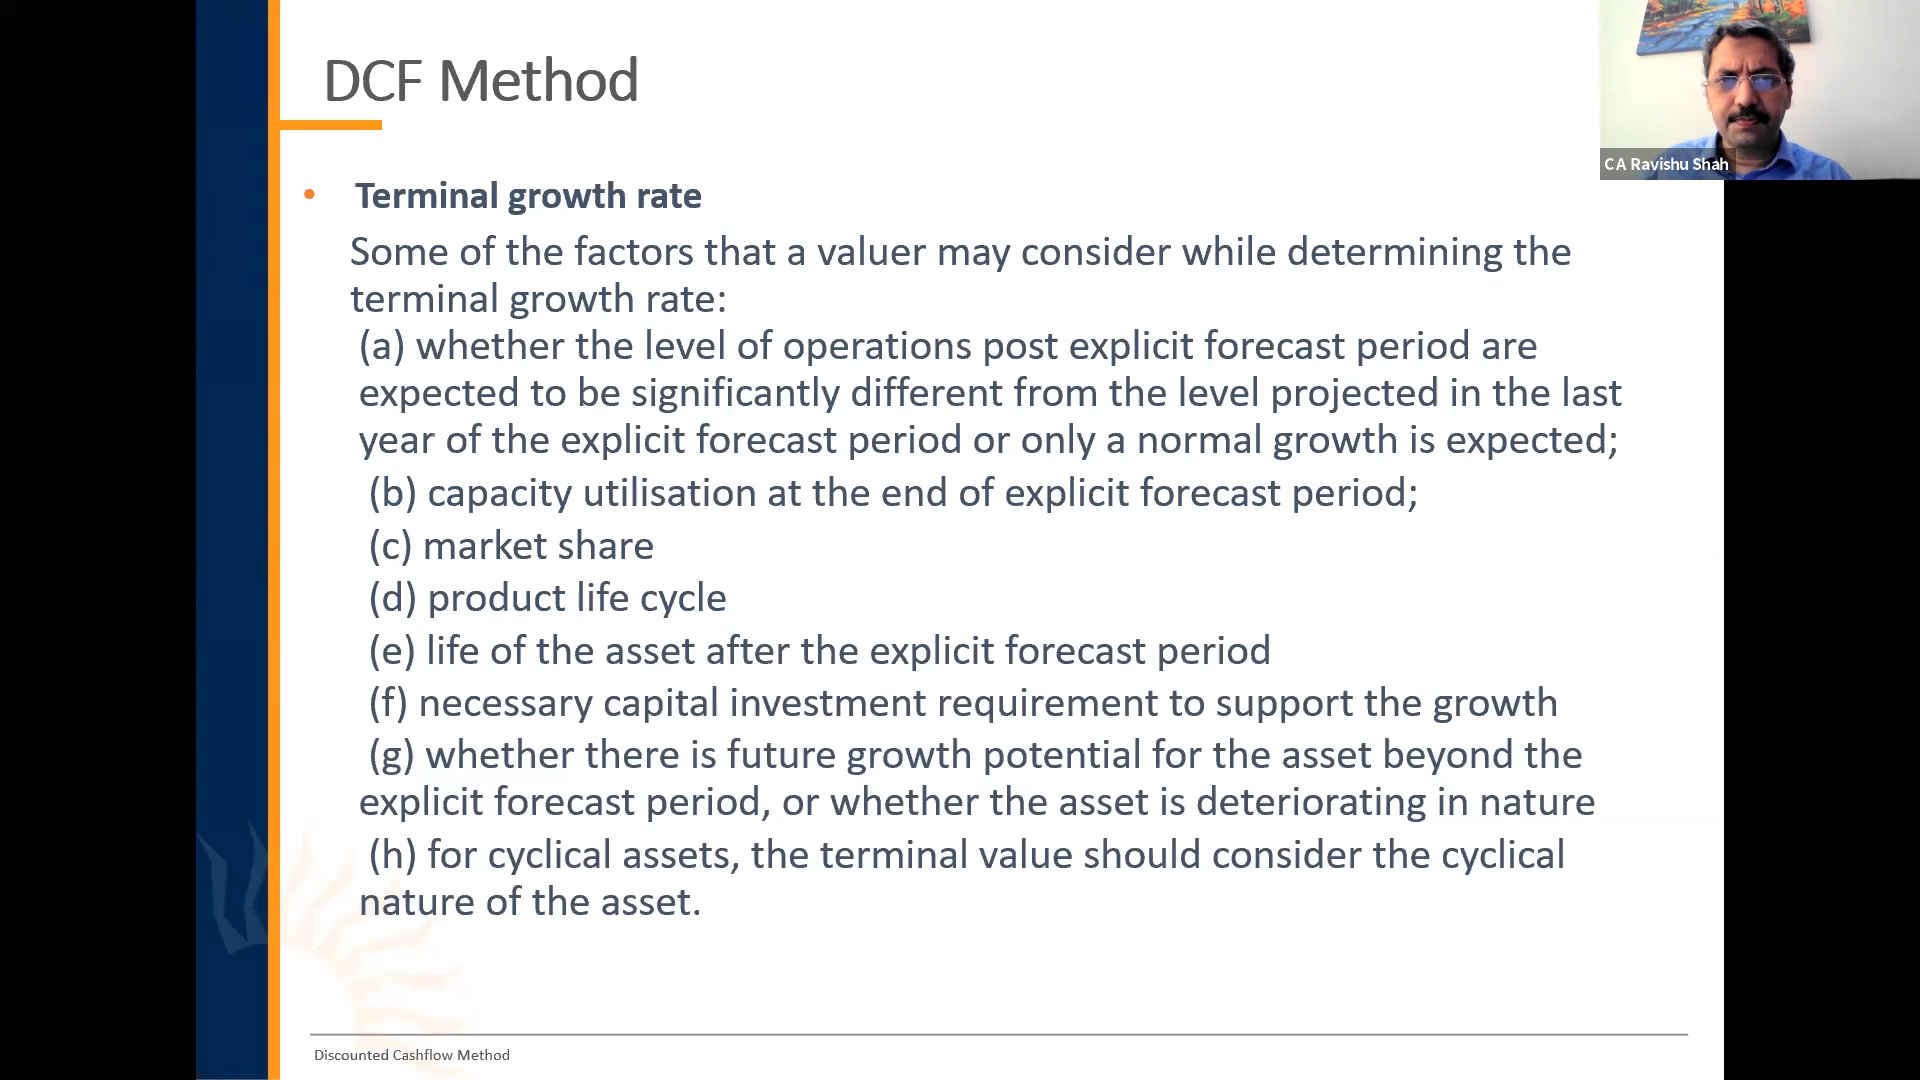 DCF Method
CA Ravishu Shah
• Terminal growth rate
Some of the factors that a valuer may consider while determining the
terminal growth rate:
(a) whether the level of operations post explicit forecast period are
expected to be significantly different from the level projected in the last
year of the explicit forecast period or only a normal growth is expected;
(b) capacity utilisation at the end of explicit forecast period;
(c) market share
(d) product life cycle
(e) life of the asset after the explicit forecast period
(f) necessary capital investment requirement to support the growth
(g) whether there is future growth potential for the asset beyond the
explicit forecast period, or whether the asset is deteriorating in nature
(h) for cyclical assets, the terminal value should consider the cyclical
nature of the asset.
Discounted Cashflow Method